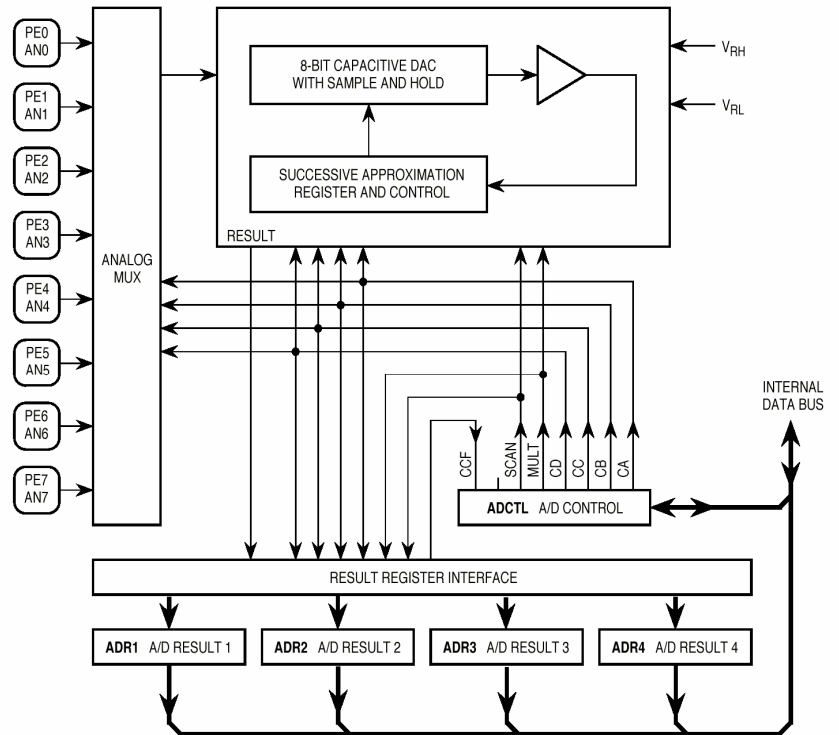 PE0
AN0
PE1
AN1
PE2
AN2
PE3
AN3
PE4
AN4
PE5
AN5
PE6
AN6
PE7
AN7
ANALOG
MUX
8-BIT CAPACITIVE DAC
WITH SAMPLE AND HOLD
SUCCESSIVE APPROXIMATION
REGISTER AND CONTROL
RESULT
VRH
VRL
INTERNAL
DATA BUS
CCF
SCAN
MULT
CD
CC
CB
CA
ADCTL A/D CONTROL
RESULT REGISTER INTERFACE
ADR1 A/D RESULT 1
ADR2 A/D RESULT 2
ADR3 A/D RESULT 3
ADR4 A/D RESULT 4